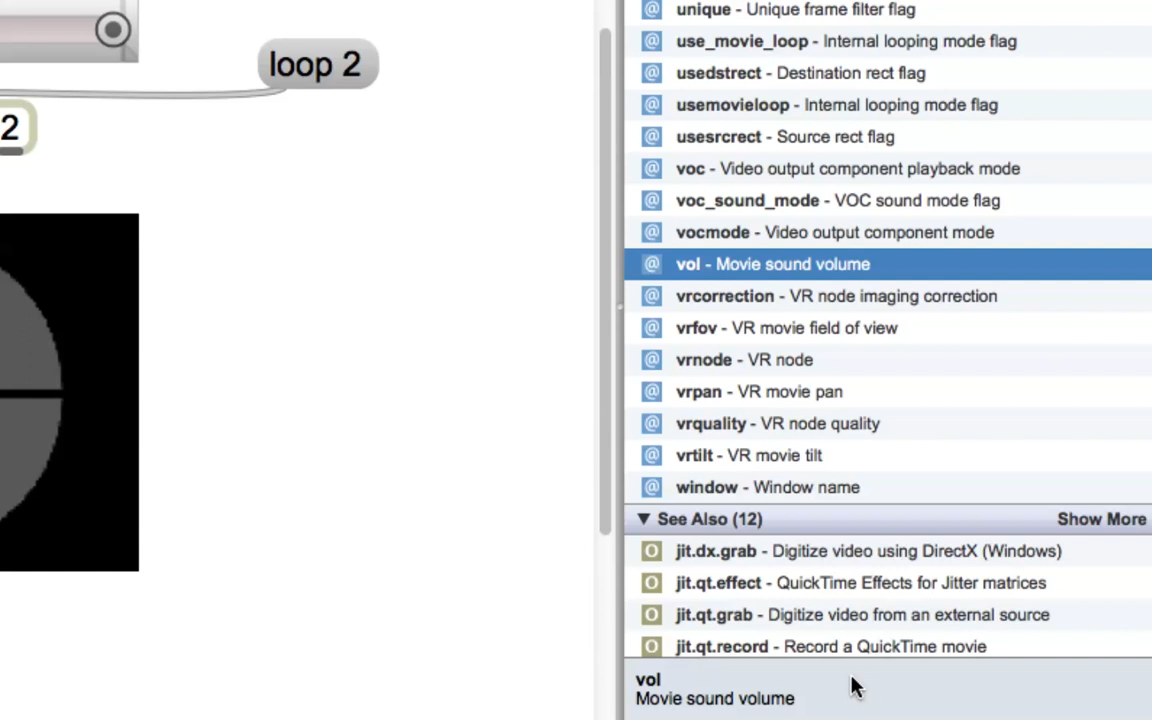 loop 2
2
unique - Unique frame filter flag
use_movie_loop - Internal looping mode flag
usedstrect - Destination rect flag
usemovieloop - Internal looping mode flag
usesrcrect - Source rect flag
voc - Video output component playback mode
voc_sound_mode - VOC sound mode flag
vocmode - Video output component mode
vol - Movie sound volume
vrcorrection - VR node imaging correction
vrfov - VR movie field of view
vrnode - VR node
vrpan - VR movie pan
vrquality - VR node quality
vrtilt - VR movie tilt
window - Window name
See Also (12) Show More
jit.dx.grab - Digitize video using DirectX (Windows)
jit.qt.effect - QuickTime Effects for Jitter matrices
jit.qt.grab - Digitize video from an external source
jit.qt.record - Record a QuickTime movie
vol
Movie sound volume